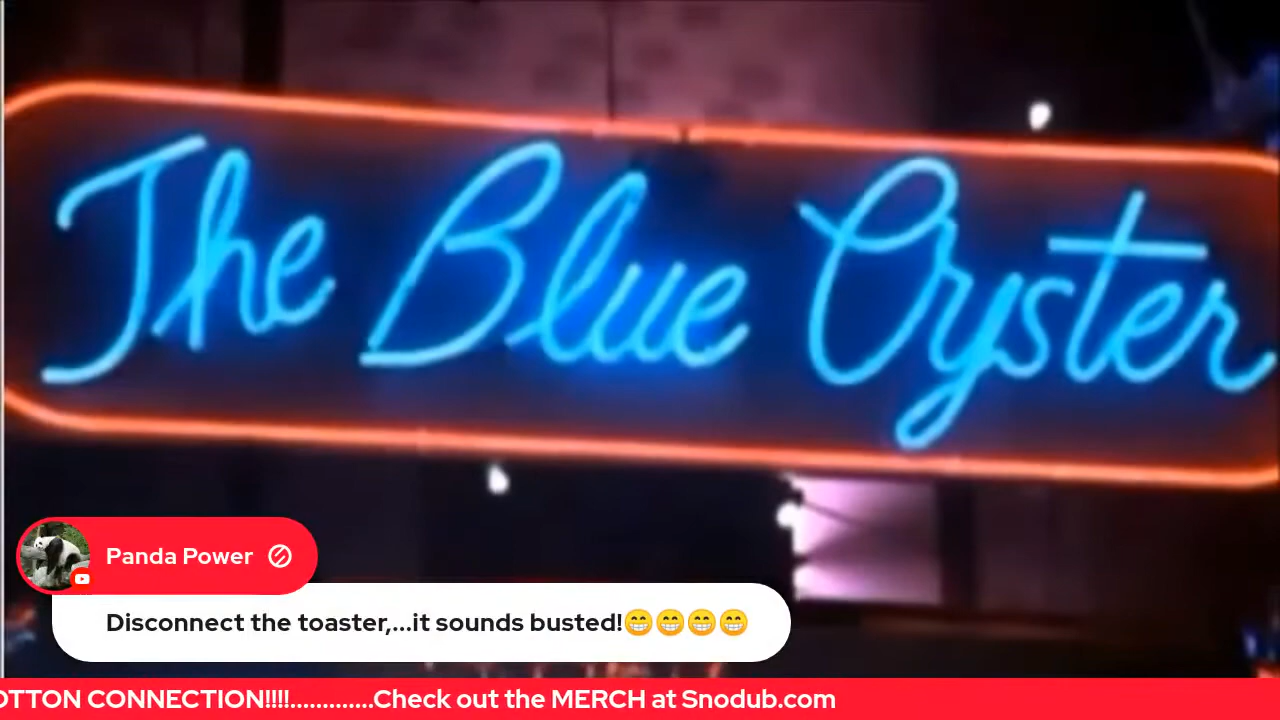 The Blue Oyster
Panda Power
Disconnect the toaster,...it sounds busted!😁😁😁😁
OTTON CONNECTION!!!!.............Check out the MERCH at Snodub.com